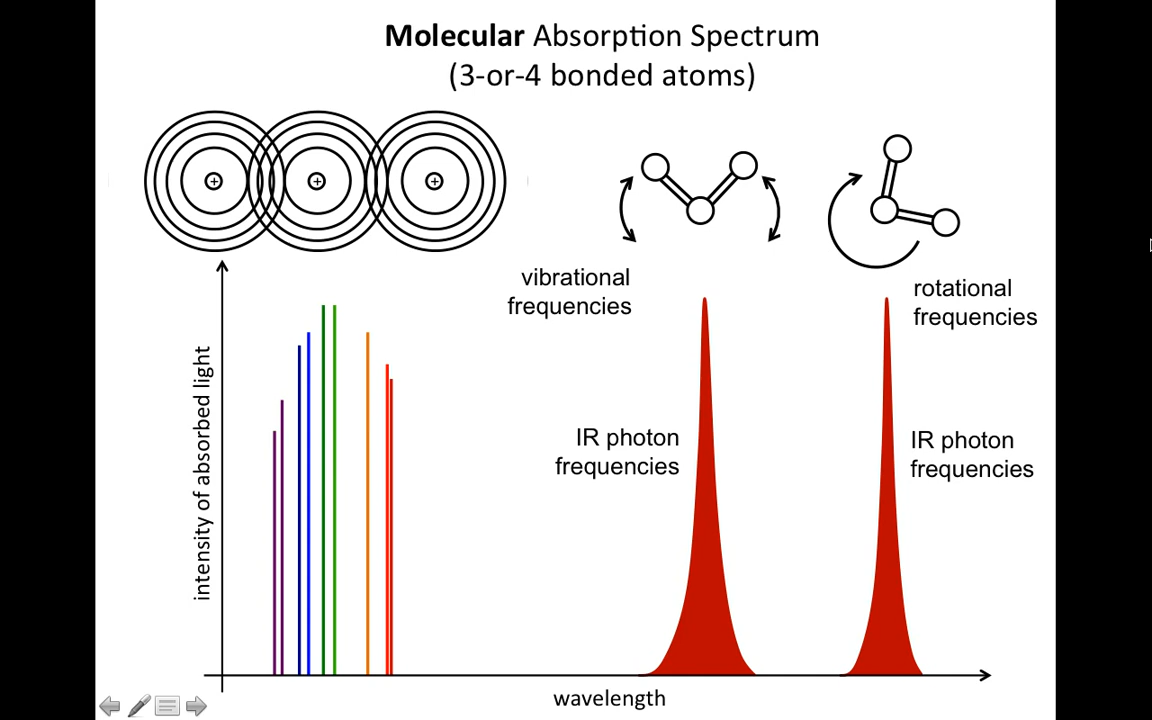 Molecular Absorption Spectrum
(3-or-4 bonded atoms)
+ + +
vibrational
frequencies
rotational
frequencies
intensity of absorbed light
IR photon
frequencies
IR photon
frequencies
wavelength